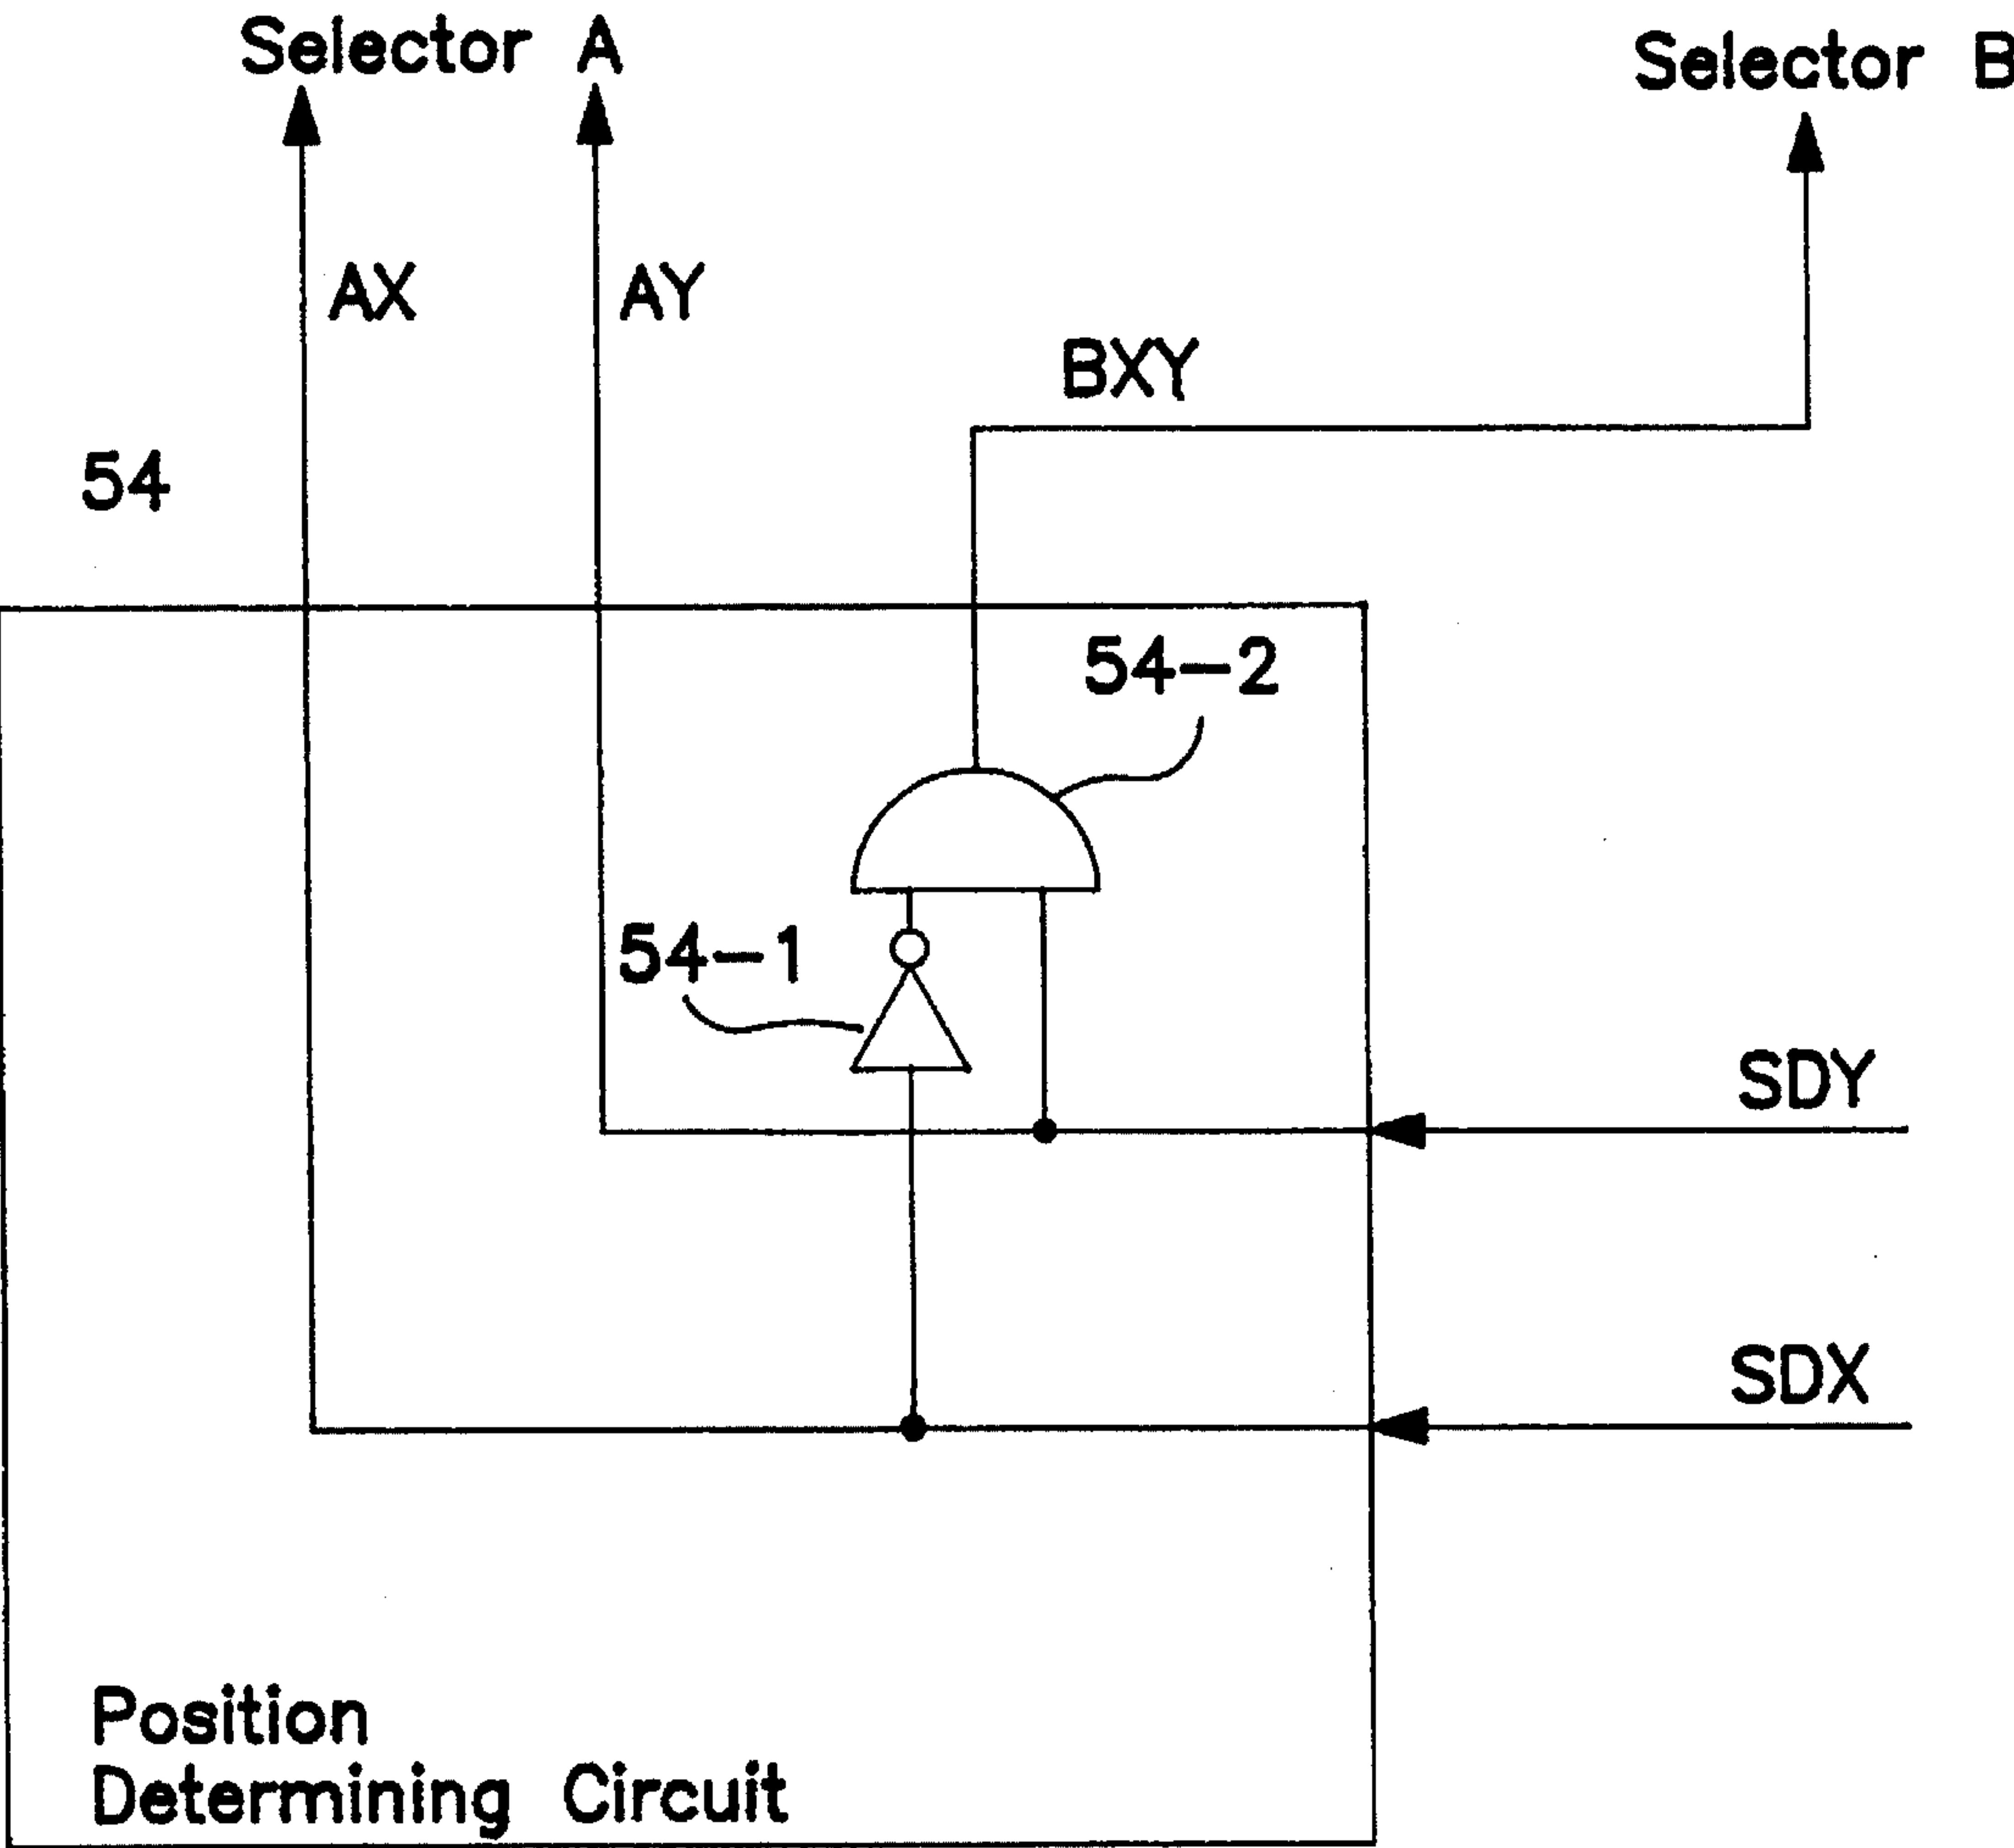 Selector A
Selector B
AX
AY
BXY
54
54-2
54-1
SDY
SDX
Position
Determining Circuit